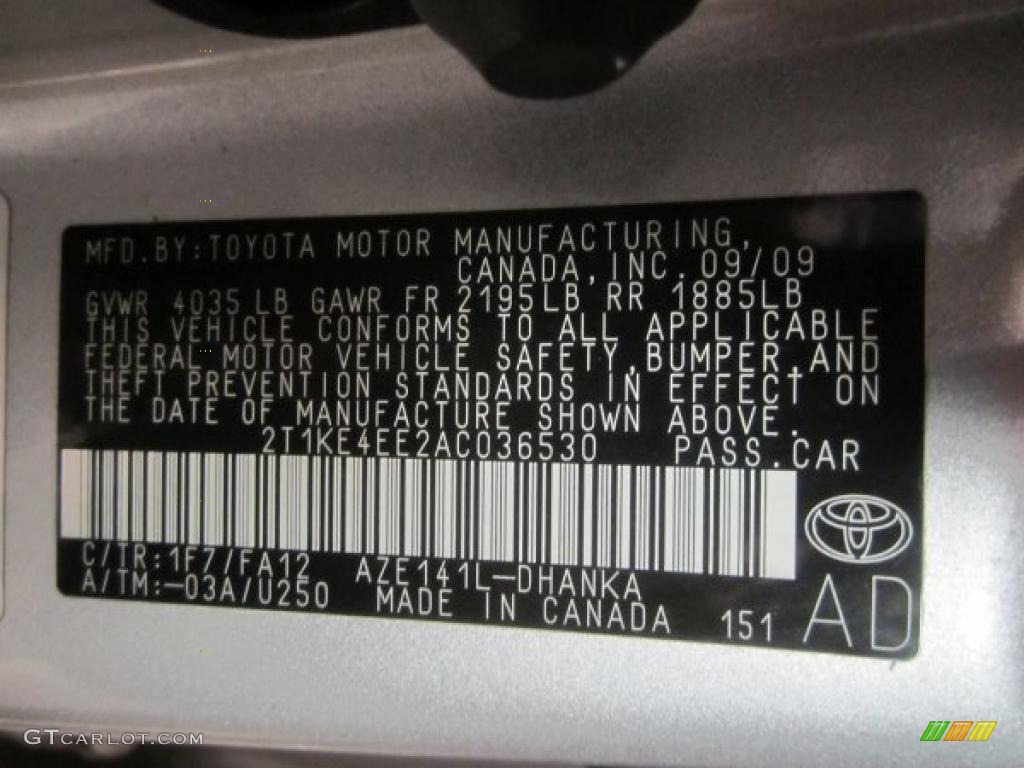 MFD.BY:TOYOTA MOTOR MANUFACTURING,
CANADA,INC.09/09
GVWR 4035LB GAWR FR 2195LB RR 1885LB
THIS VEHICLE CONFORMS TO ALL APPLICABLE
FEDERAL MOTOR VEHICLE SAFETY,BUMPER,AND
THEFT PREVENTION STANDARDS IN EFFECT ON
THE DATE OF MANUFACTURE SHOWN ABOVE.
2T1KE4EE2AC036530 PASS.CAR
C/TR:1F7/FA12 AZE141L-DHANKA
A/TM:-03A/U250 MADE IN CANADA 151 AD
GTCARLOT.COM